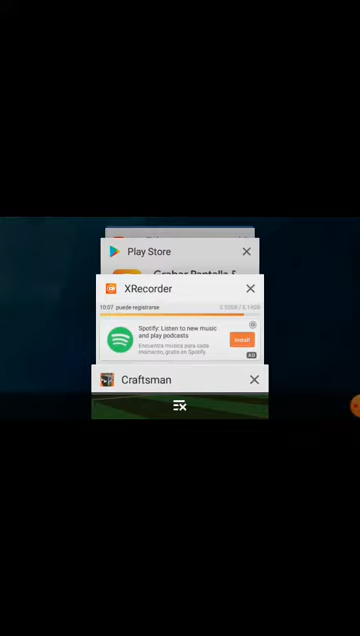 Play Store
Grabar Pantalla &
XRecorder
10:07 puede registrarse
Spotify: Listen to new music
and play podcasts
Encuentra música para cada
momento, gratis en Spotify.
Install
AD
Craftsman